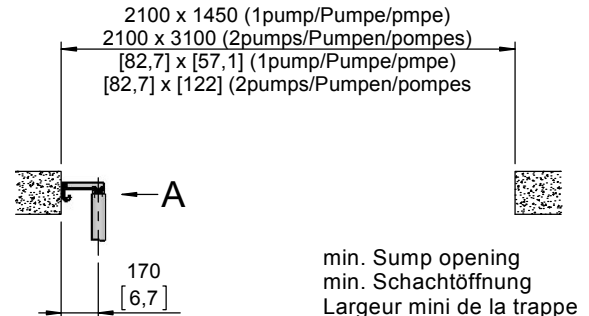 2100 x 1450 (1pump/Pumpe/pmpe)
2100 x 3100 (2pumps/Pumpen/pompes)
[82,7] x [57,1] (1pump/Pumpe/pmpe)
[82,7] x [122] (2pumps/Pumpen/pompes
A
170
[6,7]
min. Sump opening
min. Schachtöffnung
Largeur mini de la trappe